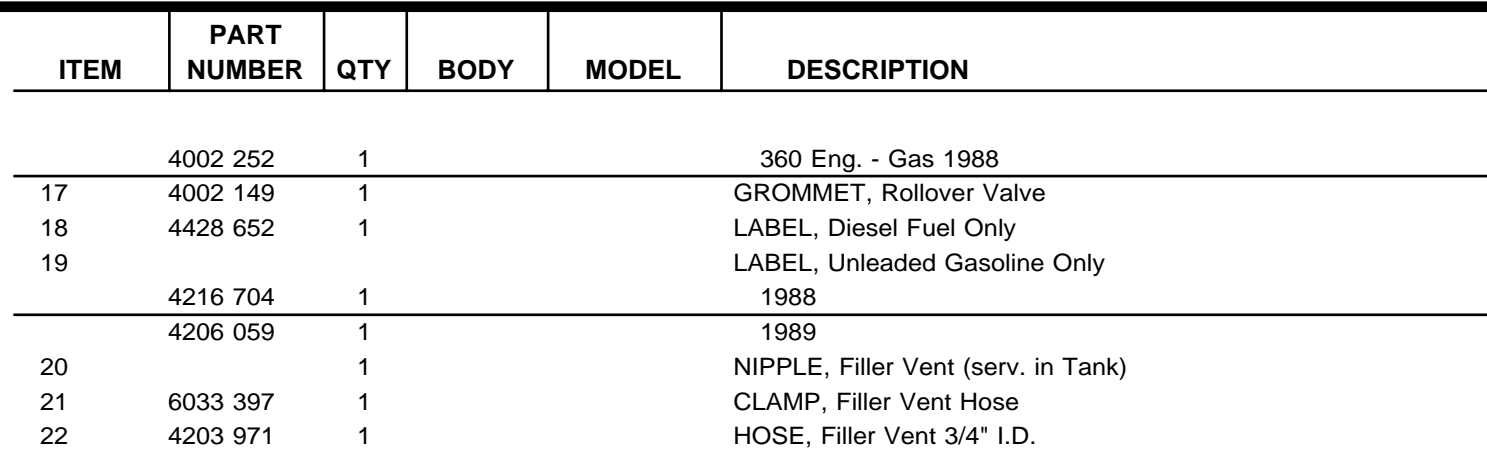 PART
ITEM NUMBER QTY BODY MODEL DESCRIPTION
4002 252 1 360 Eng. - Gas 1988
17 4002 149 1 GROMMET, Rollover Valve
18 4428 652 1 LABEL, Diesel Fuel Only
19 LABEL, Unleaded Gasoline Only
4216 704 1 1988
4206 059 1 1989
20 1 NIPPLE, Filler Vent (serv. in Tank)
21 6033 397 1 CLAMP, Filler Vent Hose
22 4203 971 1 HOSE, Filler Vent 3/4" I.D.